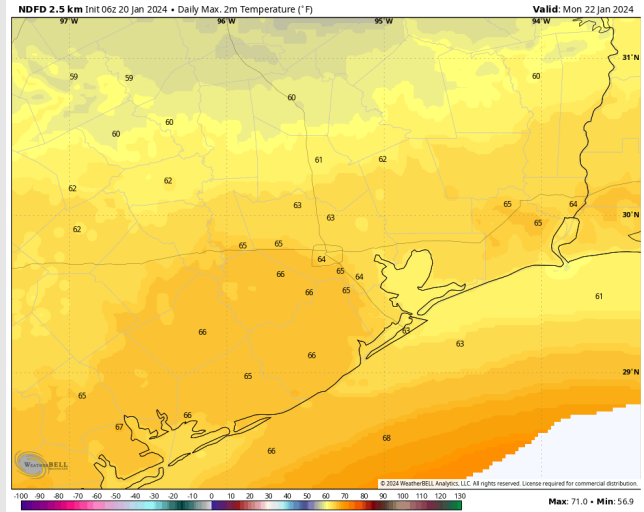 NDFD 2.5 km Init 06z 20 Jan 2024 • Daily Max. 2m Temperature (°F) Valid: Mon 22 Jan 2024
97°W 96°W 95°W 94°W
31°N
59 59 60
60
60
60
61 62
62 62
63 65 64
63 30°N
62 65
65 65
64
66 65 64
66 65 61
66 63
63
66
29°N
65
65
67 66
68
66
WEATHERBELL
© 2024 WeatherBELL Analytics, LLC. All rights reserved. License required for commercial distribution.
-100 -90 -80 -70 -60 -50 -40 -30 -20 -10 0 10 20 30 40 50 60 70 80 90 100 110 120 130
Max: 71.0 • Min: 56.9